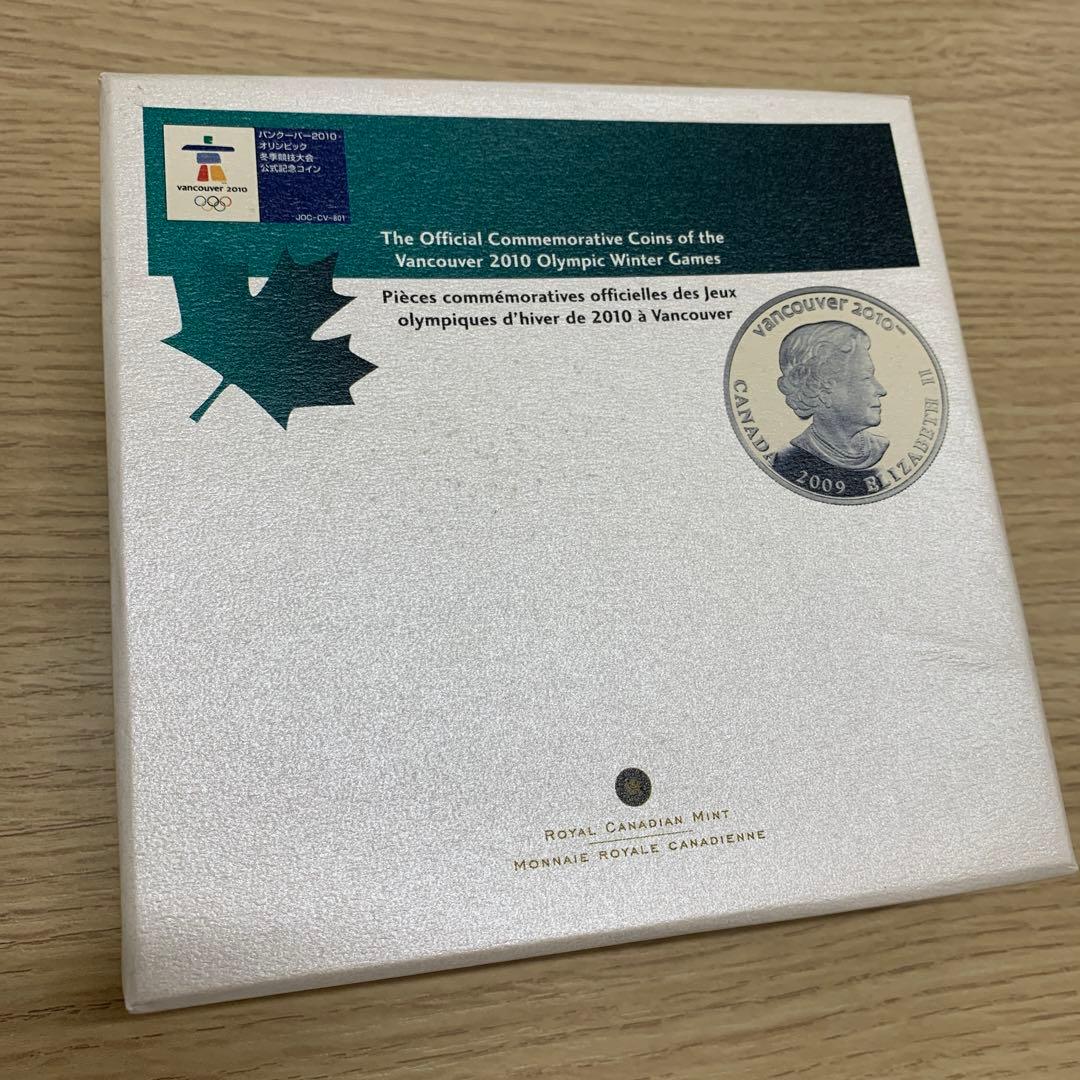 バンクーバー2010
オリンピック
冬季競技大会
公式記念コイン
vancouver 2010
JOC-CV-801
The Official Commemorative Coins of the
Vancouver 2010 Olympic Winter Games
Pièces commémoratives officielles des Jeux
olympiques d'hiver de 2010 à Vancouver
vancouver 2010™
CANADA 2009 ELIZABETH II
ROYAL CANADIAN MINT
MONNAIE ROYALE CANADIENNE